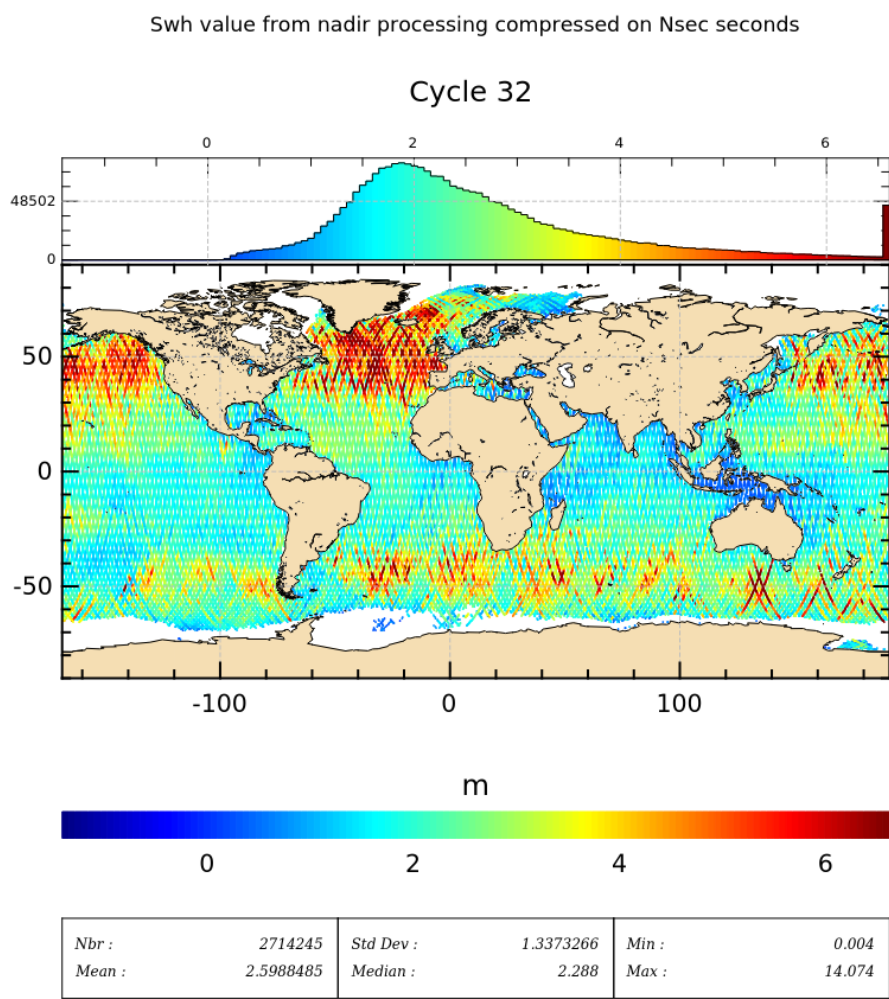 Swh value from nadir processing compressed on Nsec seconds
Cycle 32
0 2 4 6
48502
0
50
0
-50
-100 0 100
m
0 2 4 6
Nbr : 2714245 Std Dev : 1.3373266 Min : 0.004
Mean : 2.5988485 Median : 2.288 Max : 14.074